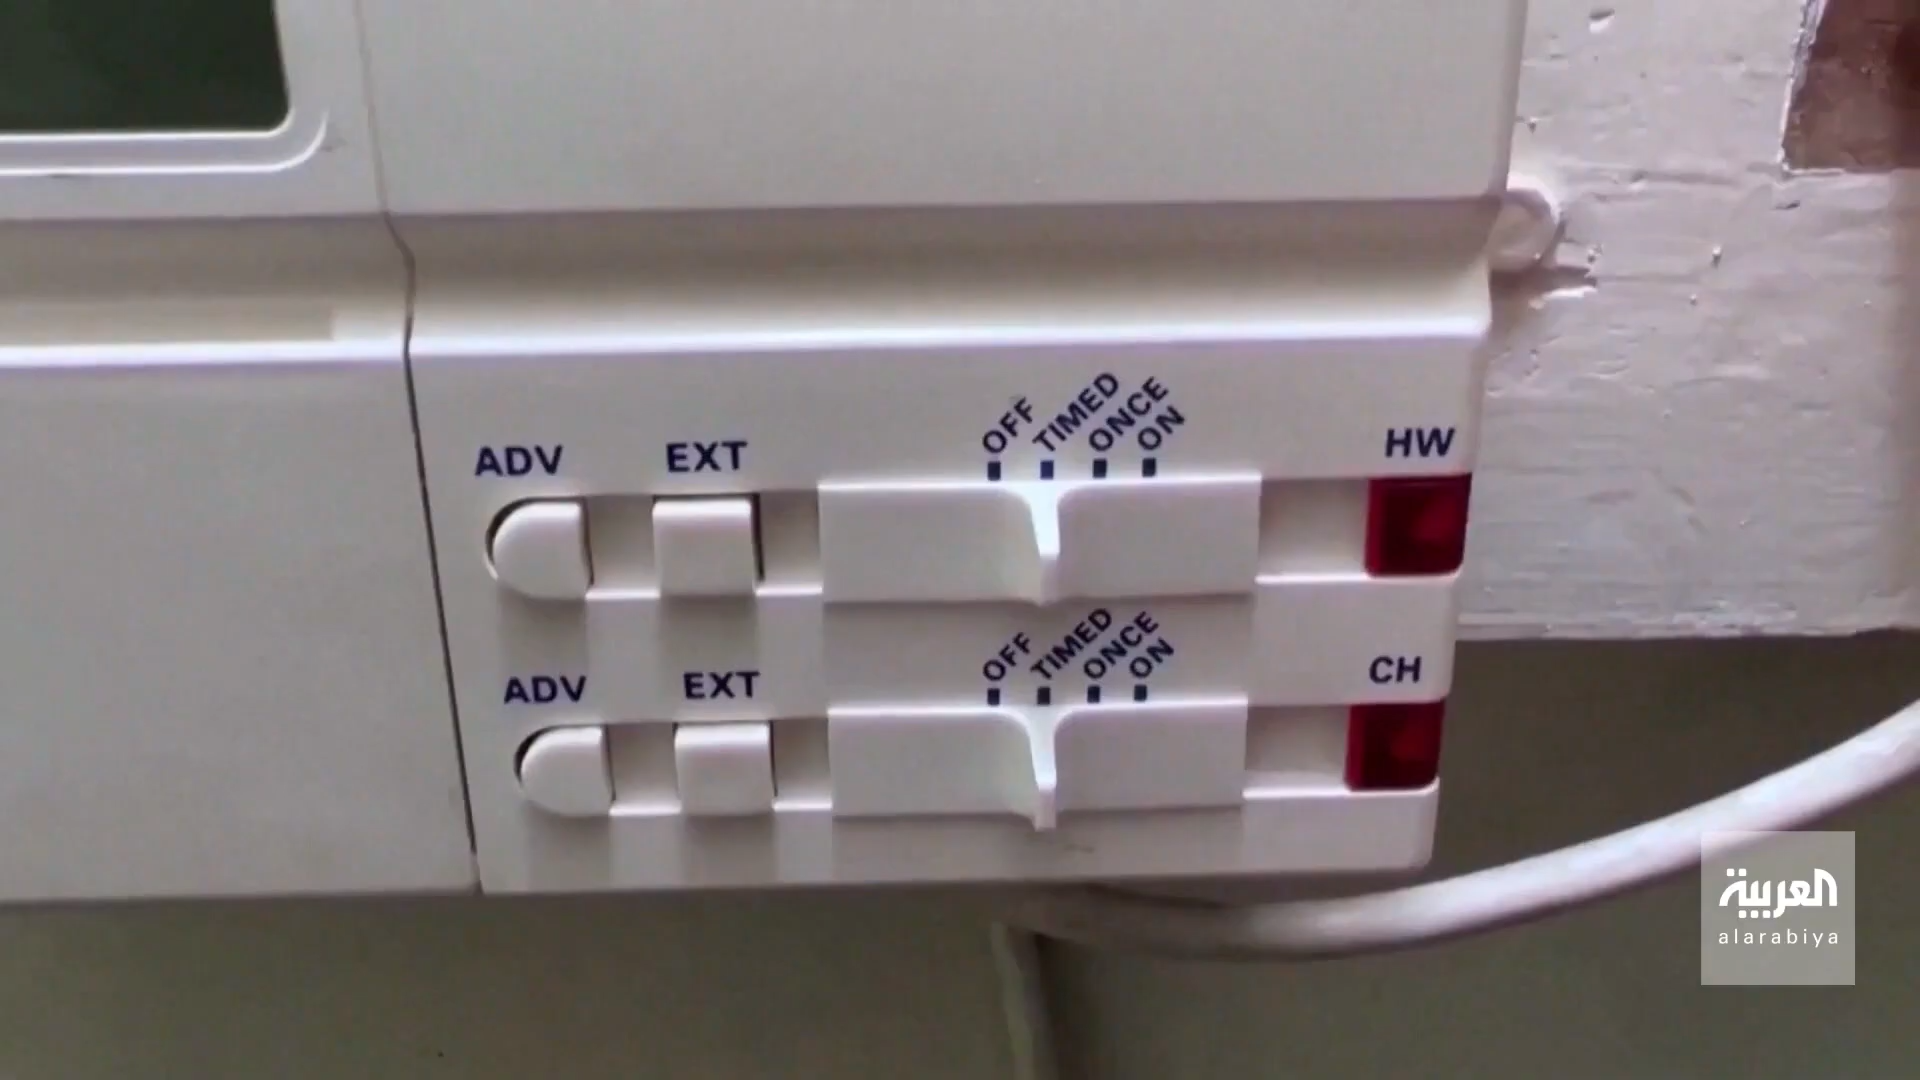 OFF
TIMED
ONCE
ON
ADV EXT HW
OFF
TIMED
ONCE
ON
ADV EXT CH
العربية
alarabiya